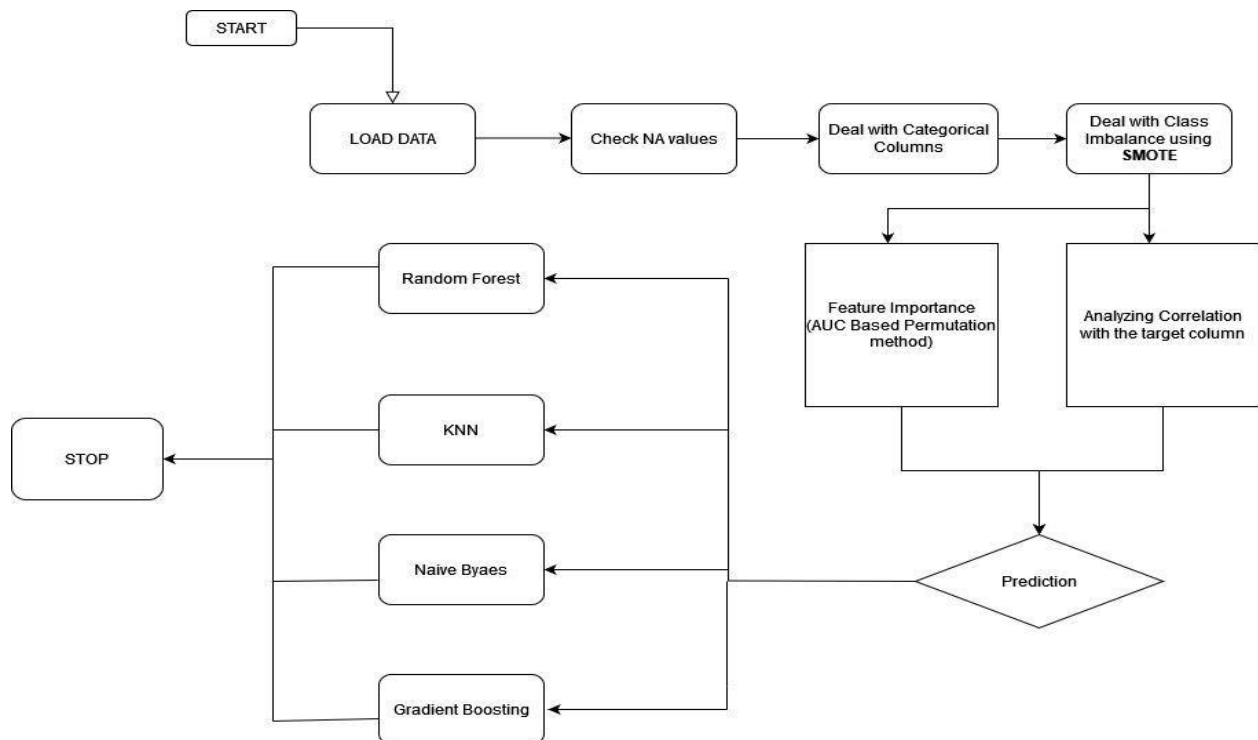 START
LOAD DATA
Check NA values
Deal with Categorical
Columns
Deal with Class
Imbalance using
SMOTE
Feature Importance
(AUC Based Permutation
method)
Analyzing Correlation
with the target column
Prediction
Random Forest
KNN
Naive Byaes
Gradient Boosting
STOP